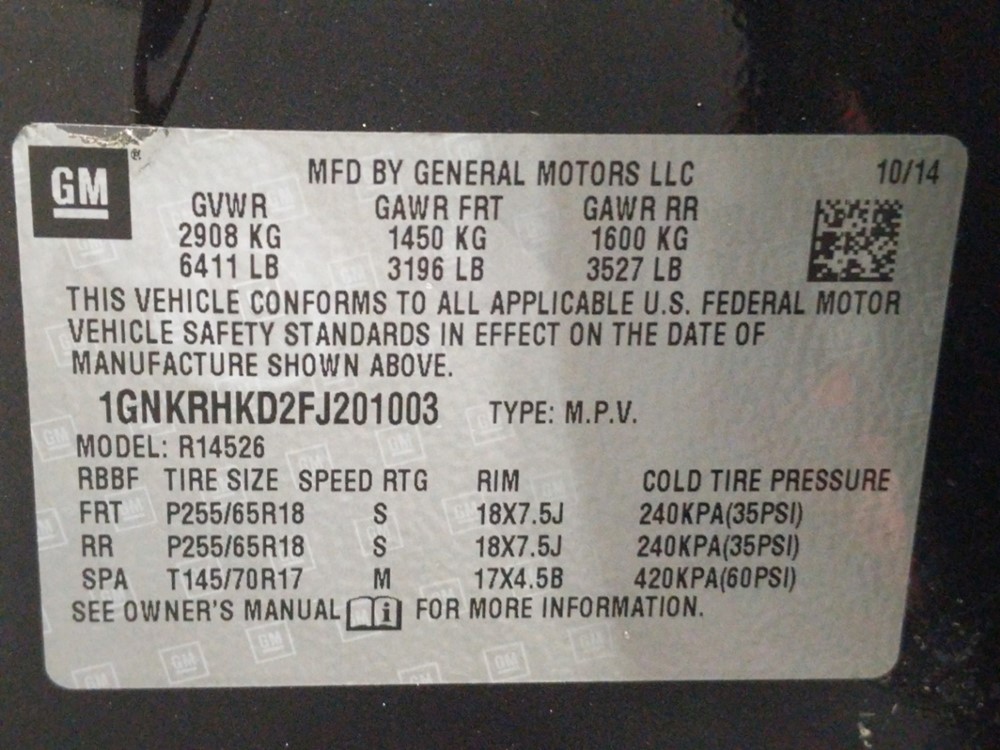 GM ® MFD BY GENERAL MOTORS LLC 10/14
GVWR GAWR FRT GAWR RR
2908 KG 1450 KG 1600 KG
6411 LB 3196 LB 3527 LB
THIS VEHICLE CONFORMS TO ALL APPLICABLE U.S. FEDERAL MOTOR
VEHICLE SAFETY STANDARDS IN EFFECT ON THE DATE OF
MANUFACTURE SHOWN ABOVE.
1GNKRHKD2FJ201003 TYPE: M.P.V.
MODEL: R14526
RBBF TIRE SIZE SPEED RTG RIM COLD TIRE PRESSURE
FRT P255/65R18 S 18X7.5J 240KPA(35PSI)
RR P255/65R18 S 18X7.5J 240KPA(35PSI)
SPA T145/70R17 M 17X4.5B 420KPA(60PSI)
SEE OWNER'S MANUAL i FOR MORE INFORMATION.